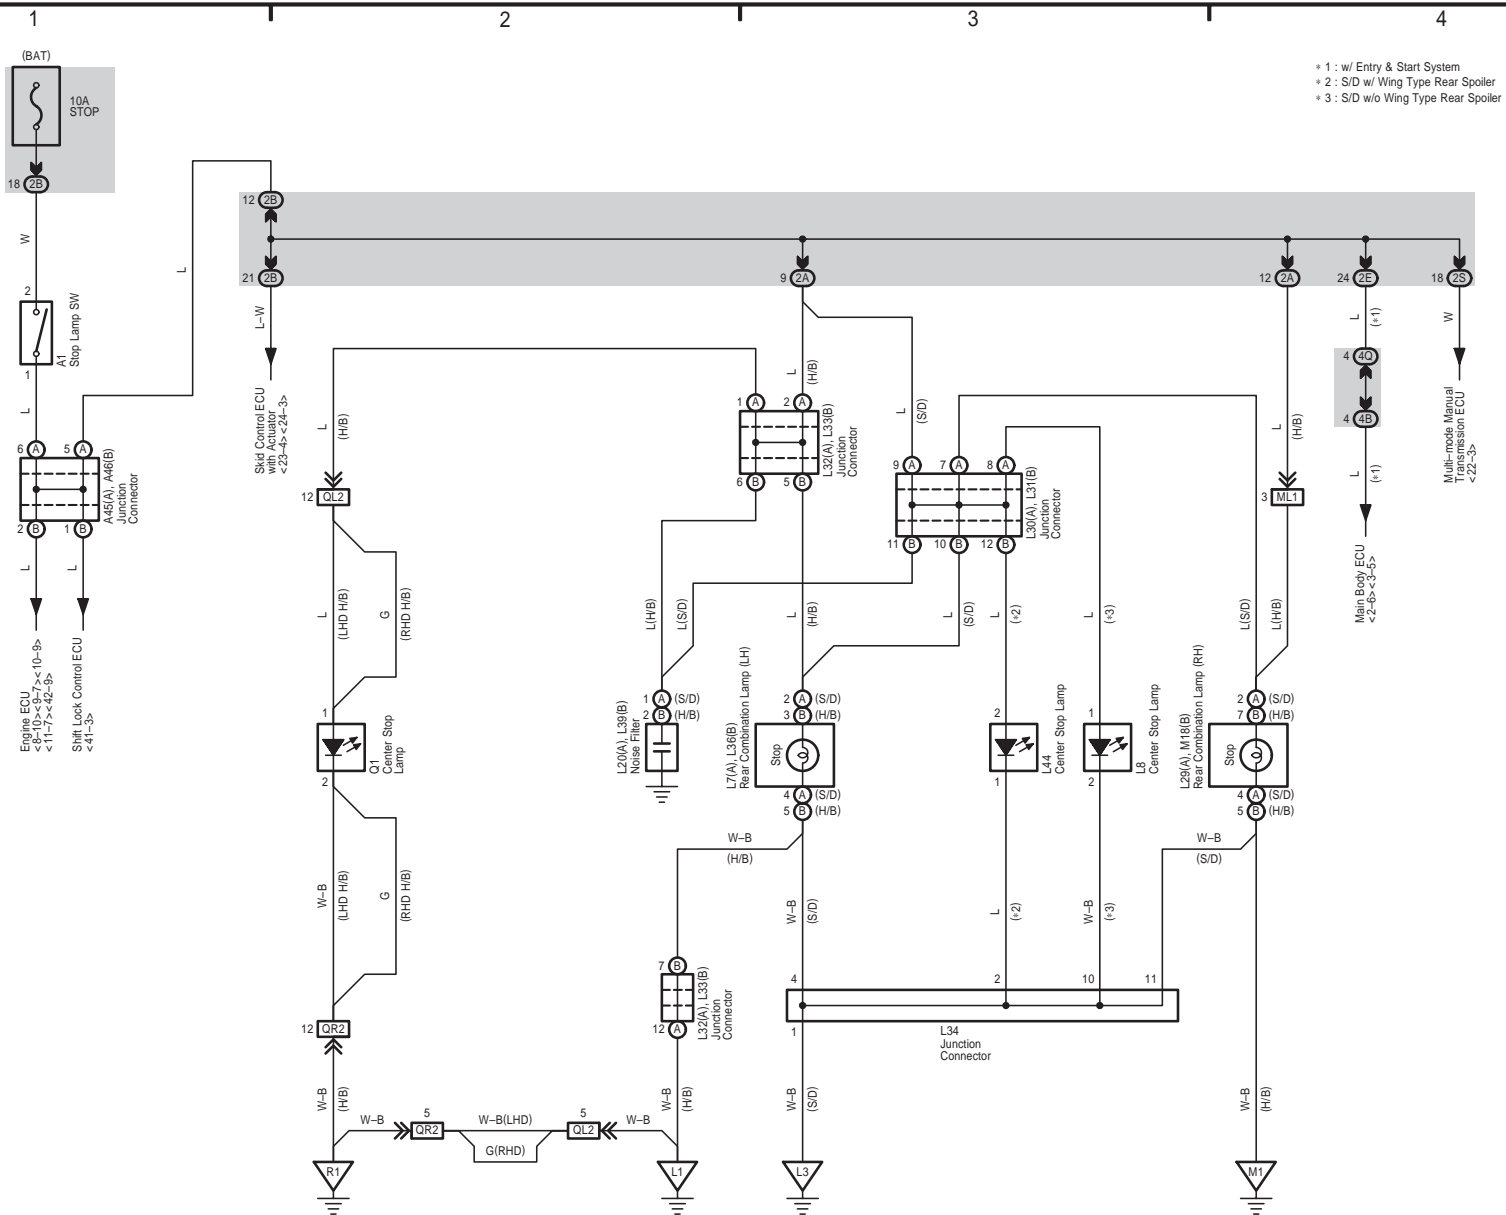 1
2
3
4
(BAT)
10A
STOP
∗ 1 : w/ Entry & Start System
∗ 2 : S/D w/ Wing Type Rear Spoiler
∗ 3 : S/D w/o Wing Type Rear Spoiler
18 2B
12 2B
W
L
21 2B
9 2A
12 2A
24 2E
18 2S
2
A1
Stop Lamp SW
1
L–W
L
(∗1)
W
4 4Q
4 4B
L
6 A
5 A
A45(A), A46(B)
Junction
Connector
2 B
1 B
L
L
Engine ECU
<8–10><9–7><10–9>
<11–7><42–9>
Shift Lock Control ECU
<41–3>
Skid Control ECU
with Actuator
<23–4><24–3>
L
(H/B)
12 QL2
1 A
2 A
L
(H/B)
L32(A), L33(B)
Junction
Connector
6 B
5 B
L
(S/D)
9 A
7 A
8 A
L30(A), L31(B)
Junction
Connector
11 B
10 B
12 B
L
(H/B)
3 ML1
L
(∗1)
Main Body ECU
<2–6><3–5>
Multi–mode Manual
Transmission ECU
<22–3>
L
(LHD H/B)
G
(RHD H/B)
L(H/B)
L(S/D)
L
(H/B)
L
(S/D)
L
(∗2)
L
(∗3)
L(S/D)
L(H/B)
1
Q1
Center Stop
Lamp
2
1 A (S/D)
2 B (H/B)
L20(A), L39(B)
Noise Filter
2 A (S/D)
3 B (H/B)
L7(A), L36(B)
Rear Combination Lamp (LH)
Stop
4 A (S/D)
5 B (H/B)
2
L44
Center Stop Lamp
1
1
L8
Center Stop Lamp
2
2 A (S/D)
7 B (H/B)
L29(A), M18(B)
Rear Combination Lamp (RH)
Stop
4 A (S/D)
5 B (H/B)
W–B
(LHD H/B)
G
(RHD H/B)
W–B
(H/B)
W–B
(S/D)
L
(∗2)
W–B
(∗3)
W–B
(S/D)
7 B
L32(A), L33(B)
Junction
Connector
12 A
4
2
10
11
1
L34
Junction
Connector
12 QR2
W–B
(H/B)
W–B
5
QR2
W–B(LHD)
G(RHD)
5
QL2
W–B
W–B
(H/B)
W–B
(S/D)
W–B
(H/B)
R1
L1
L3
M1